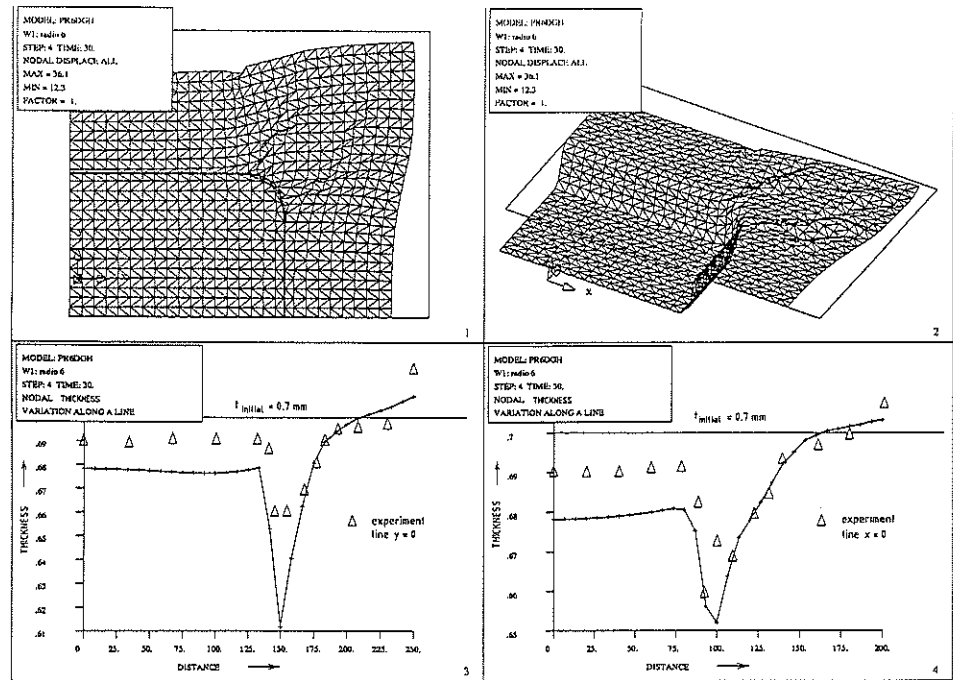 MODEL: PR6DGH
W1: radio 6
STEP: 4 TIME: 30.
NODAL DISPLACE ALL
MAX = 36.1
MIN = 12.3
FACTOR = 1.
1
MODEL: PR6DGH
W1: radio 6
STEP: 4 TIME: 30.
NODAL DISPLACE ALL
MAX = 36.1
MIN = 12.3
FACTOR = 1.
x
2
MODEL: PR6DGH
W1: radio 6
STEP: 4 TIME: 30.
NODAL THICKNESS
VARIATION ALONG A LINE
t initial = 0.7 mm
.69
.68
.67
.66
.65
.64
.63
.62
.61
THICKNESS
△ experiment
line y = 0
0. 25. 50. 75. 100. 125. 150. 175. 200. 225. 250.
DISTANCE
3
MODEL: PR6DGH
W1: radio 6
STEP: 4 TIME: 30.
NODAL THICKNESS
VARIATION ALONG A LINE
t initial = 0.7 mm
.7
.69
.68
.67
.66
.65
THICKNESS
△ experiment
line x = 0
0. 25. 50. 75. 100. 125. 150. 175. 200.
DISTANCE
4